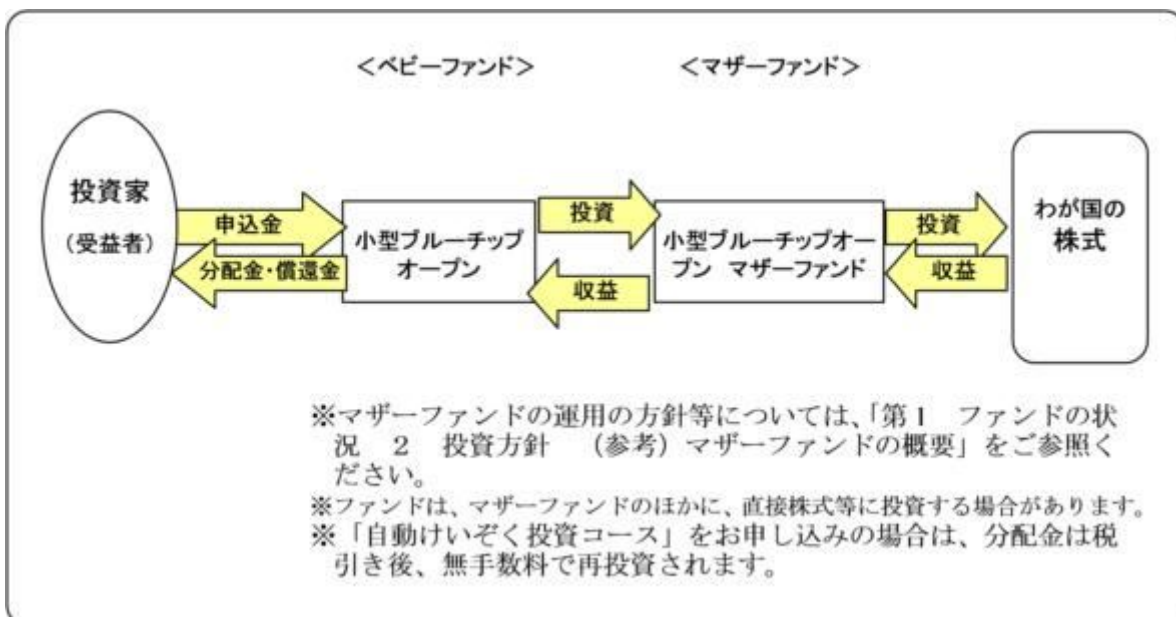 <ベビーファンド>
<マザーファンド>
投資家
(受益者)
申込金
分配金・償還金
小型ブルーチップ
オープン
投資
収益
小型ブルーチップオー
プン マザーファンド
投資
収益
わが国の
株式
※マザーファンドの運用の方針等については、「第1 ファンドの状
況 2 投資方針 (参考)マザーファンドの概要」をご参照く
ださい。
※ファンドは、マザーファンドのほかに、直接株式等に投資する場合があります。
※「自動けいぞく投資コース」をお申し込みの場合は、分配金は税
引き後、無手数料で再投資されます。